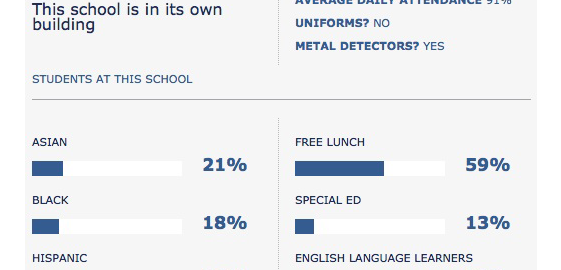 This school is in its own
building
AVERAGE DAILY ATTENDANCE 91%
UNIFORMS? NO
METAL DETECTORS? YES
STUDENTS AT THIS SCHOOL
ASIAN
21%
FREE LUNCH
59%
BLACK
18%
SPECIAL ED
13%
HISPANIC
ENGLISH LANGUAGE LEARNERS